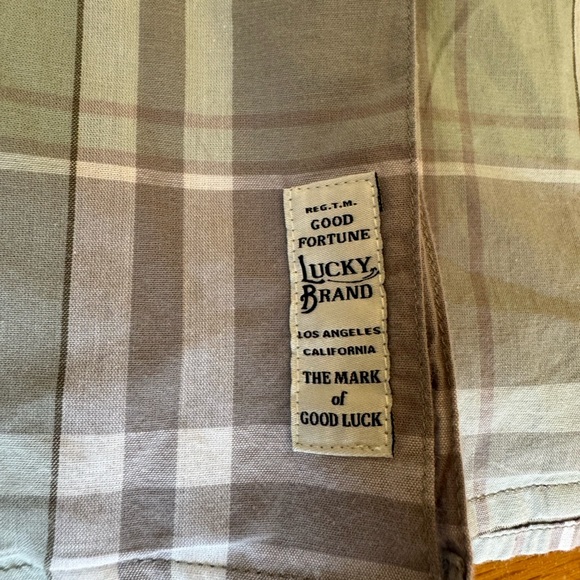 REG.T.M.
GOOD
FORTUNE
LUCKY
BRAND
LOS ANGELES
CALIFORNIA
THE MARK
of
GOOD LUCK